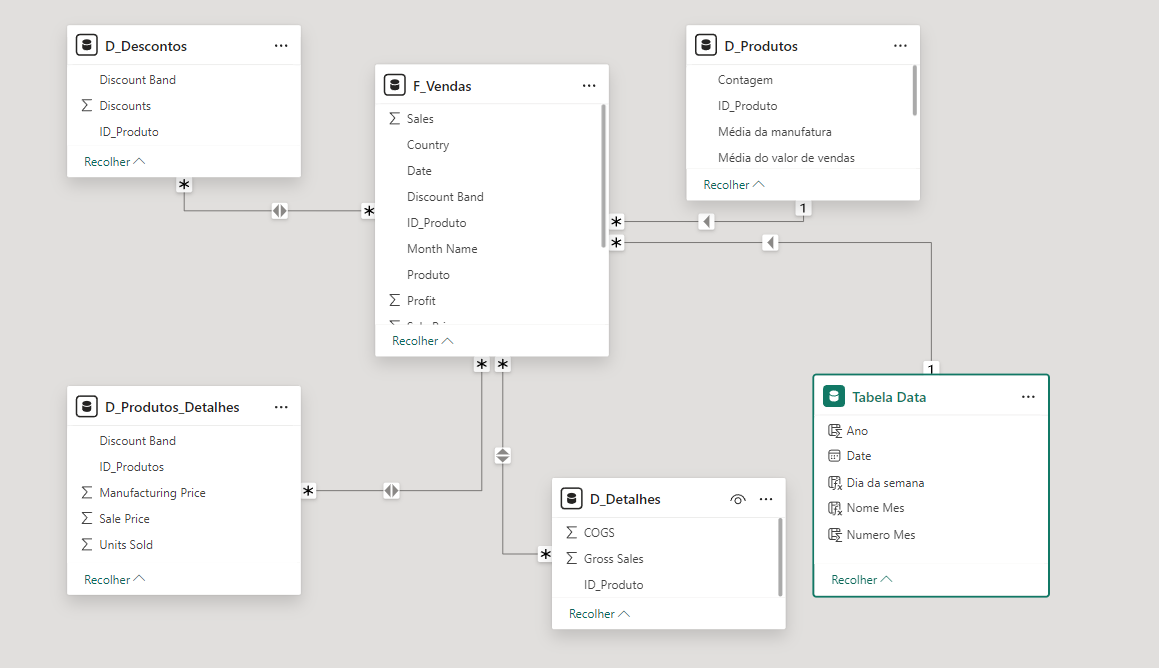 D_Descontos
Discount Band
Discounts
ID_Produto
Recolher
F_Vendas
Sales
Country
Date
Discount Band
ID_Produto
Month Name
Produto
Profit
Recolher
D_Produtos
Contagem
ID_Produto
Média da manufatura
Média do valor de vendas
Recolher
*
*
1
*
*
1
*
*
D_Produtos_Detalhes
Discount Band
ID_Produtos
Manufacturing Price
Sale Price
Units Sold
Recolher
*
D_Detalhes
COGS
Gross Sales
ID_Produto
Recolher
*
Tabela Data
Ano
Date
Dia da semana
Nome Mes
Numero Mes
Recolher